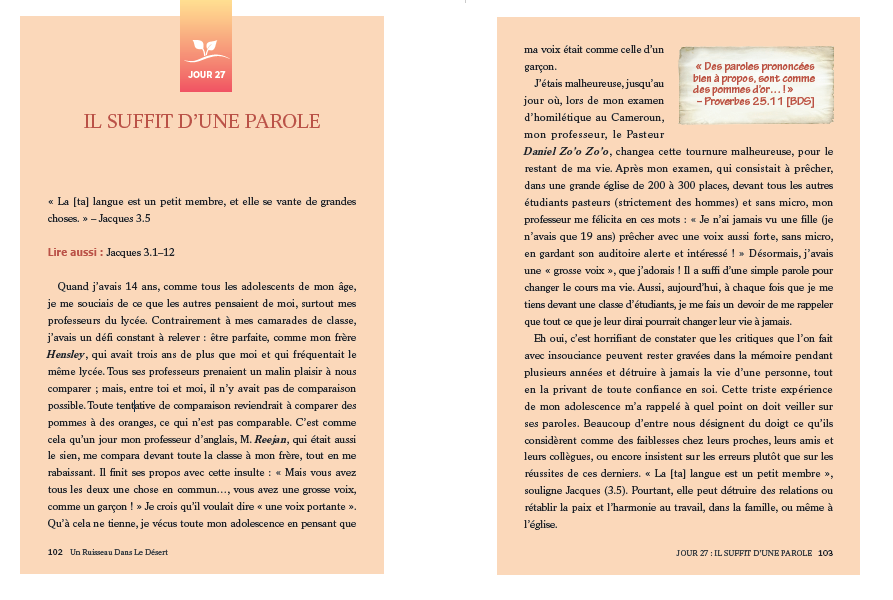 JOUR 27
IL SUFFIT D'UNE PAROLE
« La [ta] langue est un petit membre, et elle se vante de grandes
choses. » – Jacques 3.5
Lire aussi : Jacques 3.1–12
Quand j'avais 14 ans, comme tous les adolescents de mon âge,
je me souciais de ce que les autres pensaient de moi, surtout mes
professeurs du lycée. Contrairement à mes camarades de classe,
j'avais un défi constant à relever : être parfaite, comme mon frère
Hensley, qui avait trois ans de plus que moi et qui fréquentait le
même lycée. Tous ses professeurs prenaient un malin plaisir à nous
comparer ; mais, entre toi et moi, il n'y avait pas de comparaison
possible. Toute tentative de comparaison reviendrait à comparer des
pommes à des oranges, ce qui n'est pas comparable. C'est comme
cela qu'un jour mon professeur d'anglais, M. Reejan, qui était aussi
le sien, me compara devant toute la classe à mon frère, tout en me
rabaissant. Il finit ses propos avec cette insulte : « Mais vous avez
tous les deux une chose en commun…, vous avez une grosse voix,
comme un garçon ! » Je crois qu'il voulait dire « une voix portante ».
Qu'à cela ne tienne, je vécus toute mon adolescence en pensant que
102 Un Ruisseau Dans Le Désert
ma voix était comme celle d'un
garçon.
J'étais malheureuse, jusqu'au
jour où, lors de mon examen
d'homilétique au Cameroun,
mon professeur, le Pasteur
« Des paroles prononcées
bien à propos, sont comme
des pommes d'or… ! »
– Proverbes 25.11 [BDS]
Daniel Zo'o Zo'o, changea cette tournure malheureuse, pour le
restant de ma vie. Après mon examen, qui consistait à prêcher,
dans une grande église de 200 à 300 places, devant tous les autres
étudiants pasteurs (strictement des hommes) et sans micro, mon
professeur me félicita en ces mots : « Je n'ai jamais vu une fille (je
n'avais que 19 ans) prêcher avec une voix aussi forte, sans micro,
en gardant son auditoire alerte et intéressé ! » Désormais, j'avais
une « grosse voix », que j'adorais ! Il a suffi d'une simple parole pour
changer le cours ma vie. Aussi, aujourd'hui, à chaque fois que je me
tiens devant une classe d'étudiants, je me fais un devoir de me rappeler
que tout ce que je leur dirai pourrait changer leur vie à jamais.
Eh oui, c'est horrifiant de constater que les critiques que l'on fait
avec insouciance peuvent rester gravées dans la mémoire pendant
plusieurs années et détruire à jamais la vie d'une personne, tout
en la privant de toute confiance en soi. Cette triste expérience
de mon adolescence m'a rappelé à quel point on doit veiller sur
ses paroles. Beaucoup d'entre nous désignent du doigt ce qu'ils
considèrent comme des faiblesses chez leurs proches, leurs amis et
leurs collègues, ou encore insistent sur les erreurs plutôt que sur les
réussites de ces derniers. « La [ta] langue est un petit membre »,
souligne Jacques (3.5). Pourtant, elle peut détruire des relations ou
rétablir la paix et l'harmonie au travail, dans la famille, ou même à
l'église.
JOUR 27 : IL SUFFIT D'UNE PAROLE 103